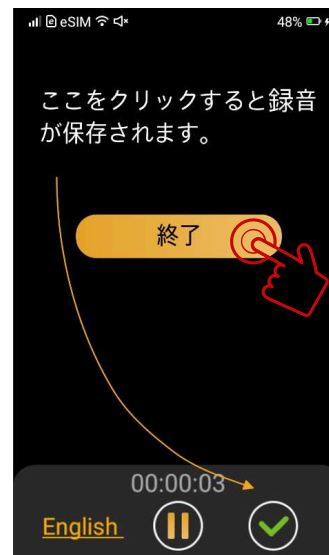 eSIM
48%
ここをクリックすると録音
が保存されます。
終了
00:00:03
English